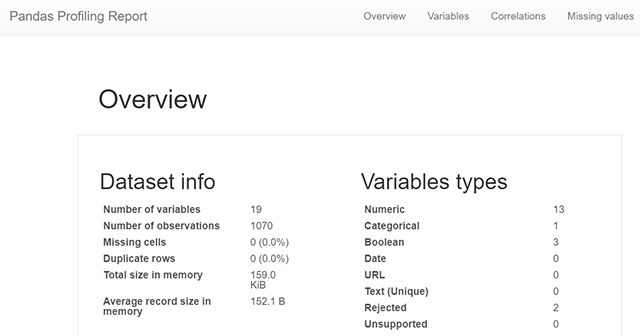 Pandas Profiling Report
Overview Variables Correlations Missing values
Overview
Dataset info
Number of variables 19
Number of observations 1070
Missing cells 0 (0.0%)
Duplicate rows 0 (0.0%)
Total size in memory 159.0
KiB
Average record size in 152.1 B
memory
Variables types
Numeric 13
Categorical 1
Boolean 3
Date 0
URL 0
Text (Unique) 0
Rejected 2
Unsupported 0